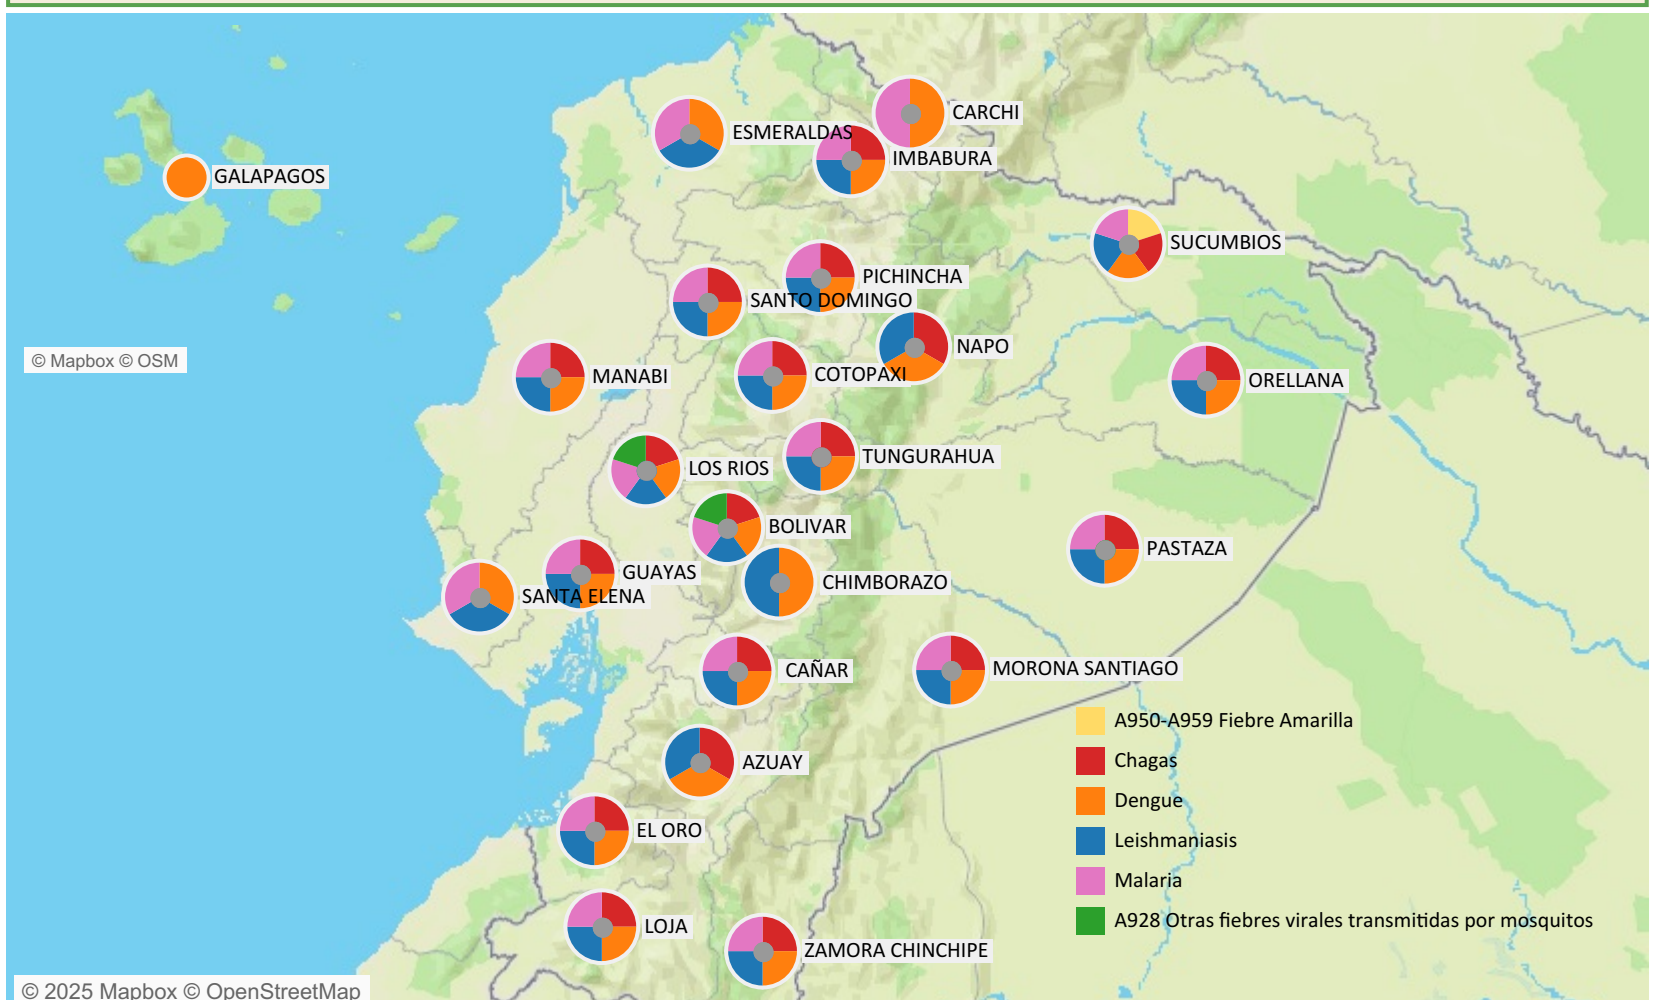 CARCHI
ESMERALDAS
IMBABURA
GALAPAGOS
SUCUMBIOS
PICHINCHA
SANTO DOMINGO
NAPO
© Mapbox © OSM
MANABI
COTOPAXI
ORELLANA
TUNGURAHUA
LOS RIOS
BOLIVAR
PASTAZA
GUAYAS
CHIMBORAZO
SANTA ELENA
CAÑAR
MORONA SANTIAGO
A950-A959 Fiebre Amarilla
Chagas
Dengue
Leishmaniasis
Malaria
A928 Otras fiebres virales transmitidas por mosquitos
AZUAY
EL ORO
LOJA
ZAMORA CHINCHIPE
© 2025 Mapbox © OpenStreetMap